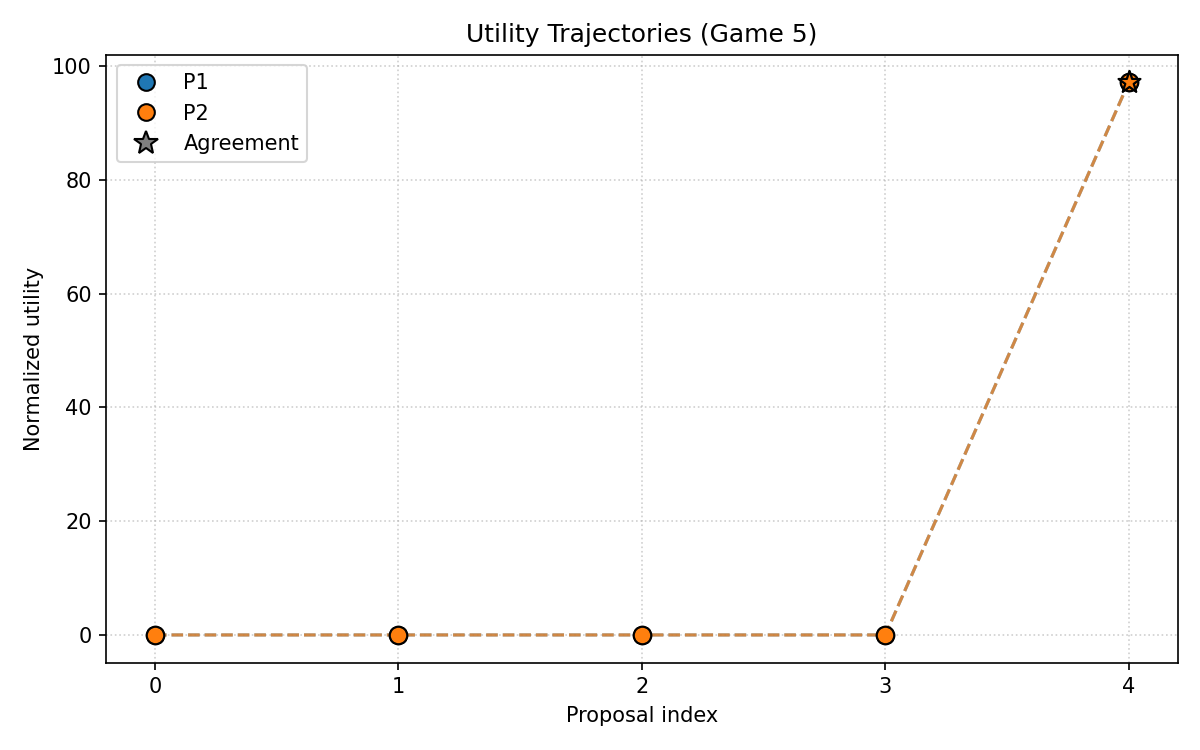 Utility Trajectories (Game 5)
P1
P2
Agreement
100
80
60
40
20
0
Normalized utility
0 1 2 3 4
Proposal index